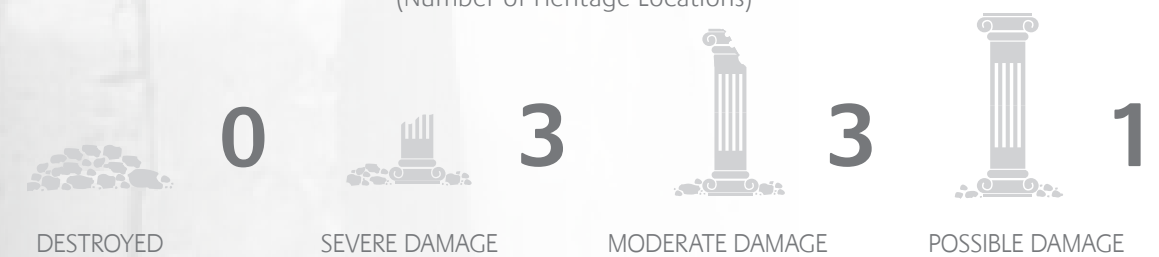 (Number of Heritage Locations)
0 3 3 1
DESTROYED SEVERE DAMAGE MODERATE DAMAGE POSSIBLE DAMAGE